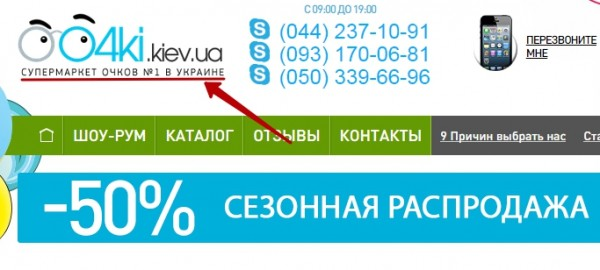 О4ki.kiev.ua
СУПЕРМАРКЕТ ОЧКОВ №1 В УКРАИНЕ
С 09:00 ДО 19:00
(044) 237-10-91
(093) 170-06-81
(050) 339-66-96
ПЕРЕЗВОНИТЕ
МНЕ
ШОУ-РУМ КАТАЛОГ ОТЗЫВЫ КОНТАКТЫ 9 Причин выбрать нас Ста
-50% СЕЗОННАЯ РАСПРОДАЖА